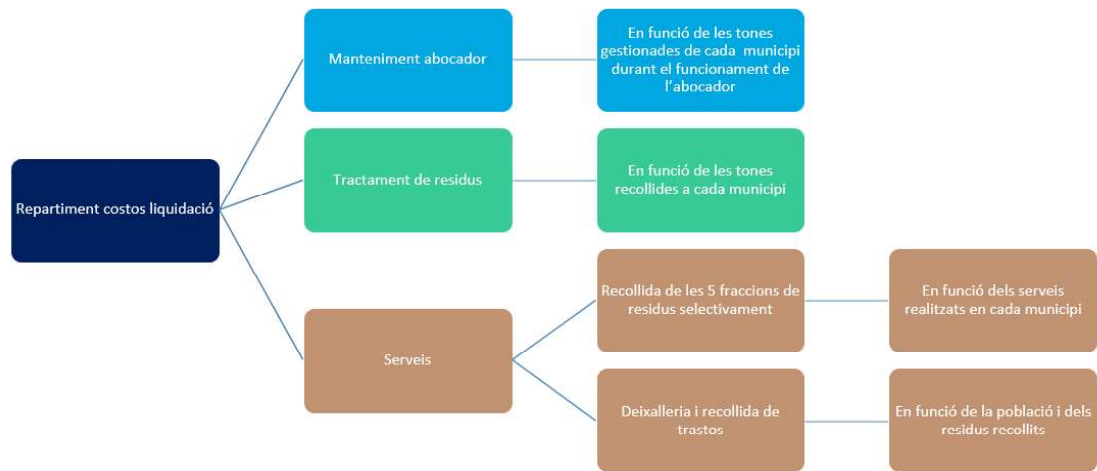 Manteniment abocador
En funció de les tones
gestionades de cada municipi
durant el funcionament de
l’abocador
Repartiment costos liquidació
Tractament de residus
En funció de les tones
recollides a cada municipi
Serveis
Recollida de les 5 fraccions de
residus selectivament
En funció dels serveis
realitzats en cada municipi
Deixalleria i recollida de
trastos
En funció de la població i dels
residus recollits